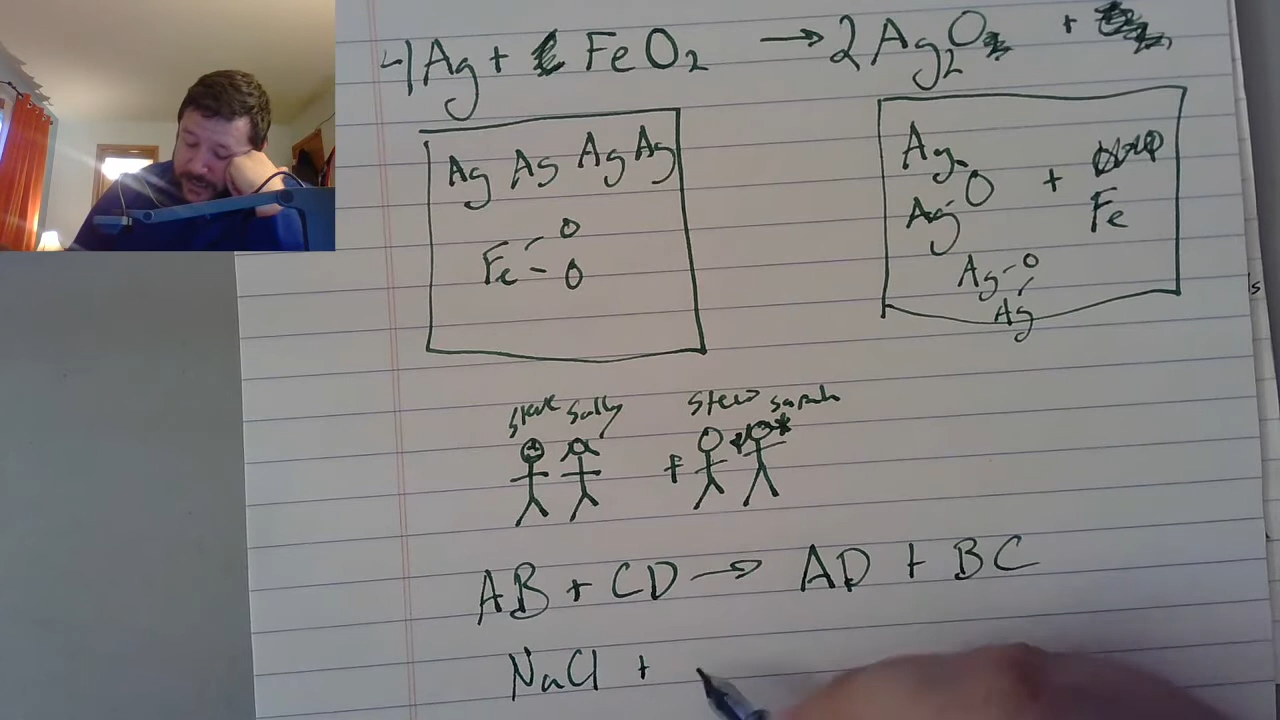 4Ag + FeO₂ → 2Ag₂O +
Ag Ag Ag Ag
Fe - O
- O
Ag
O + Fe
Ag
Ag - O
Ag
Steve Sally + Stew Sarah
AB + CD → AD + BC
NaCl +